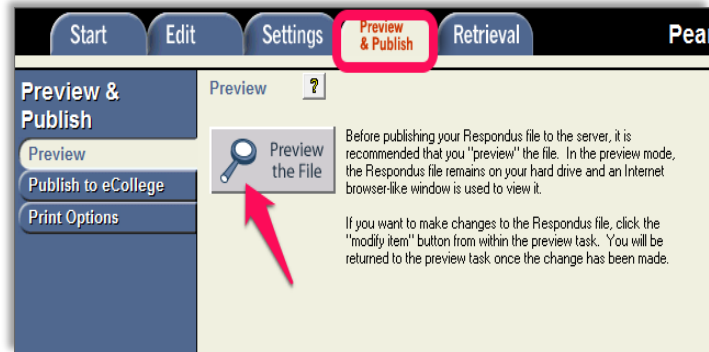 Start Edit Settings Preview & Publish Retrieval Pear
Preview &
Publish
Preview
Publish to eCollege
Print Options
Preview ?
Preview
the File
Before publishing your Respondus file to the server, it is
recommended that you "preview" the file. In the preview mode,
the Respondus file remains on your hard drive and an Internet
browser-like window is used to view it.
If you want to make changes to the Respondus file, click the
"modify item" button from within the preview task. You will be
returned to the preview task once the change has been made.